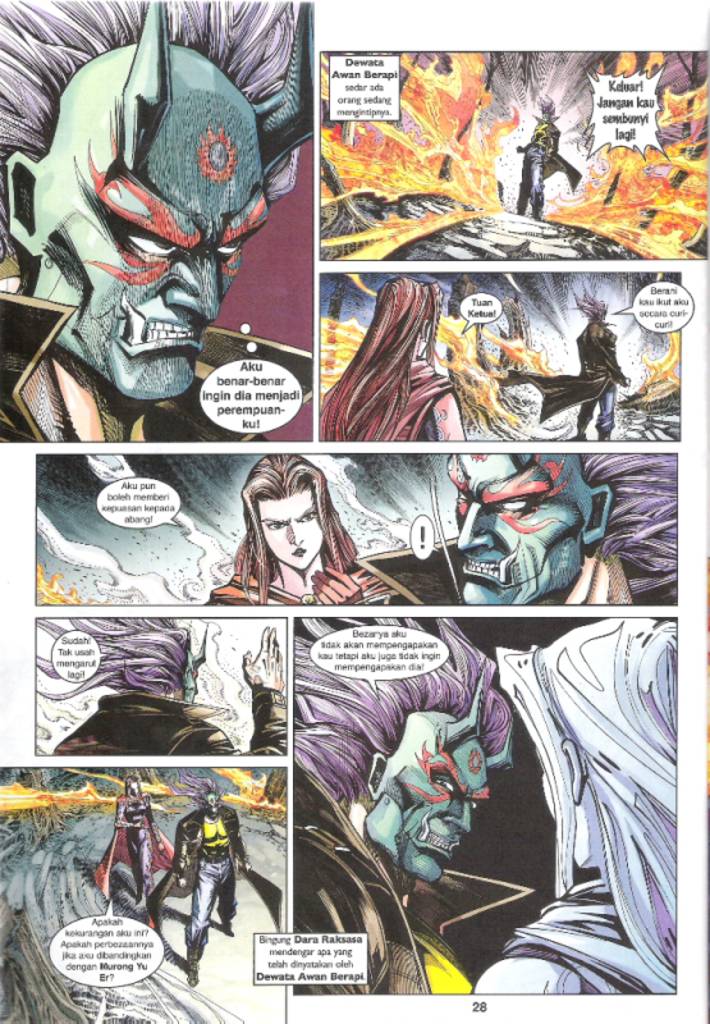 Aku
benar-benar
ingin dia menjadi
perempuan-
ku!
Dewata
Awan Berapi
sedar ada
orang sedang
mengintipnya.
Keluar!
Jangan kau
sembunyi
lagi!
Tuan
Ketua!
Berani
kau ikut aku
secara curi-
curi!
Aku pun
boleh memberi
kepuasan kepada
abang!
!
Sudah!
Tak usah
mengarut
lagi!
Bezanya aku
tidak akan mempengapakan
kau tetapi aku juga tidak ingin
mempengapakan dia!
Apakah
kekurangan aku ini?
Apakah perbezaannya
jika aku dibandingkan
dengan Murong Yu
Er?
Bingung Dara Raksasa
mendengar apa yang
telah dinyatakan oleh
Dewata Awan Berapi.
28